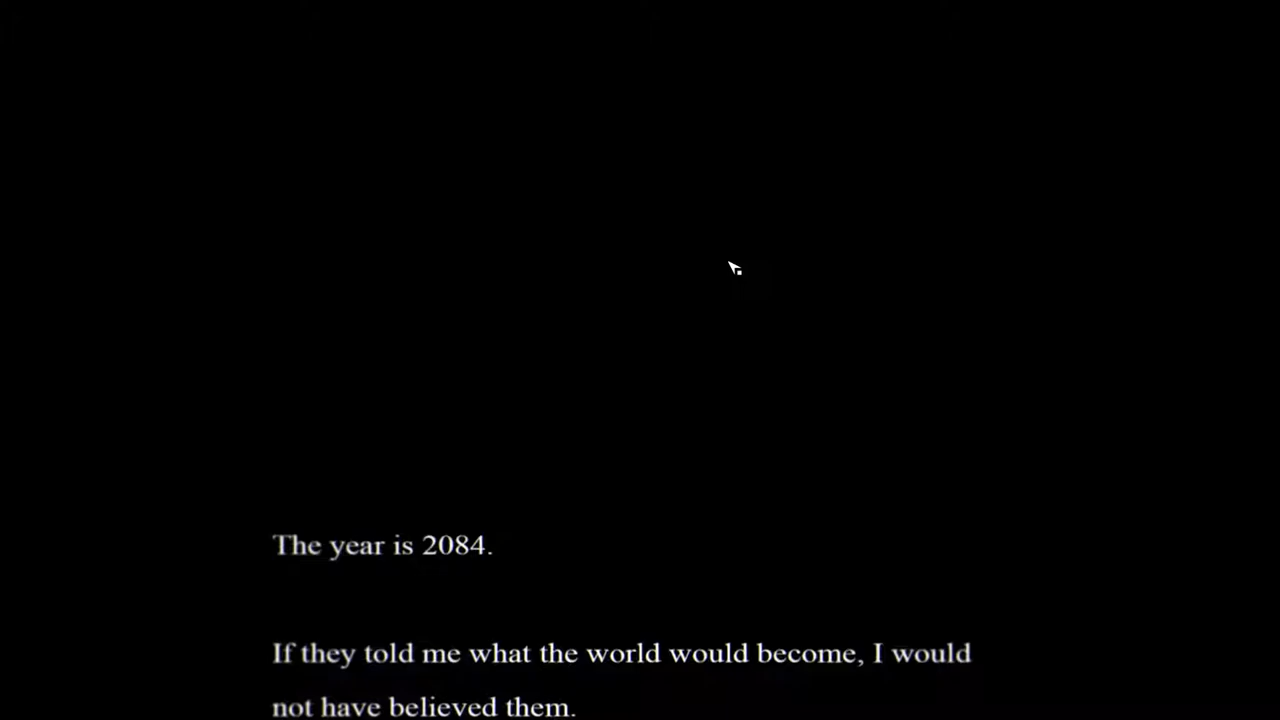 The year is 2084.
If they told me what the world would become, I would
not have believed them.